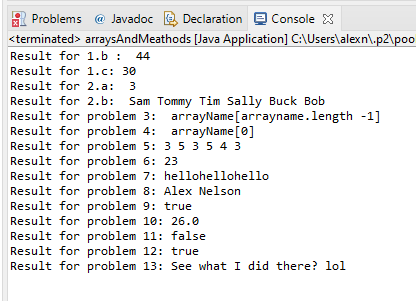 Problems @ Javadoc Declaration Console
<terminated> arraysAndMeathods [Java Application] C:\Users\alexn\.p2\poo
Result for 1.b :  44
Result for 1.c: 30
Result for 2.a:  3
Result for 2.b:  Sam Tommy Tim Sally Buck Bob
Result for problem 3:  arrayName[arrayname.length -1]
Result for problem 4:  arrayName[0]
Result for problem 5: 3 5 3 5 4 3
Result for problem 6: 23
Result for problem 7: hellohellohello
Result for problem 8: Alex Nelson
Result for problem 9: true
Result for problem 10: 26.0
Result for problem 11: false
Result for problem 12: true
Result for problem 13: See what I did there? lol